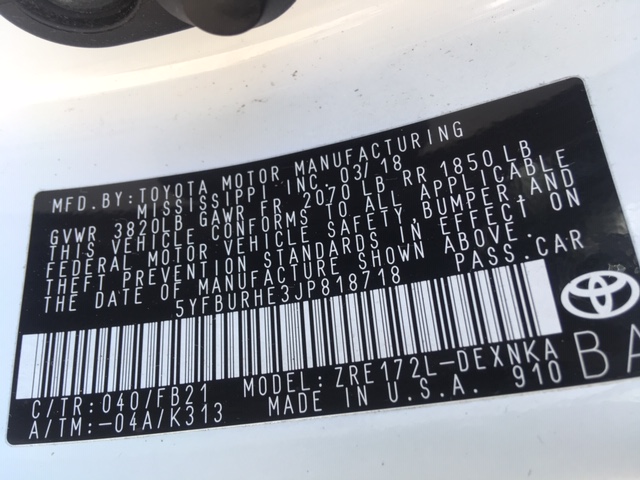 MFD.BY:TOYOTA MOTOR MANUFACTURING
MISSISSIPPI INC. 03/18
GVWR 3820LB GAWR FR 2070 LB RR 1850 LB
THIS VEHICLE CONFORMS TO ALL APPLICABLE
FEDERAL MOTOR VEHICLE SAFETY, BUMPER, AND
THEFT PREVENTION STANDARDS IN EFFECT ON
THE DATE OF MANUFACTURE SHOWN ABOVE.
5YFBURHE3JP818718 PASS.CAR
C/TR: 040/FB21 MODEL: ZRE172L-DEXNKA
A/TM:-04A/K313 MADE IN U.S.A. 910
BA